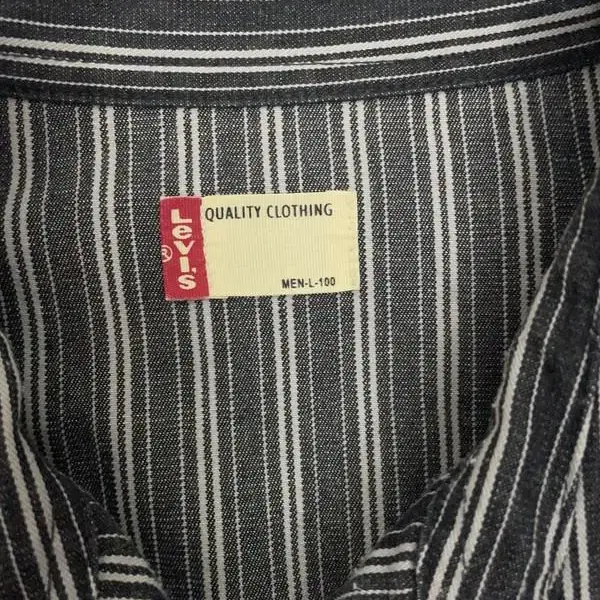 Levi's
®
QUALITY CLOTHING
MEN-L-100